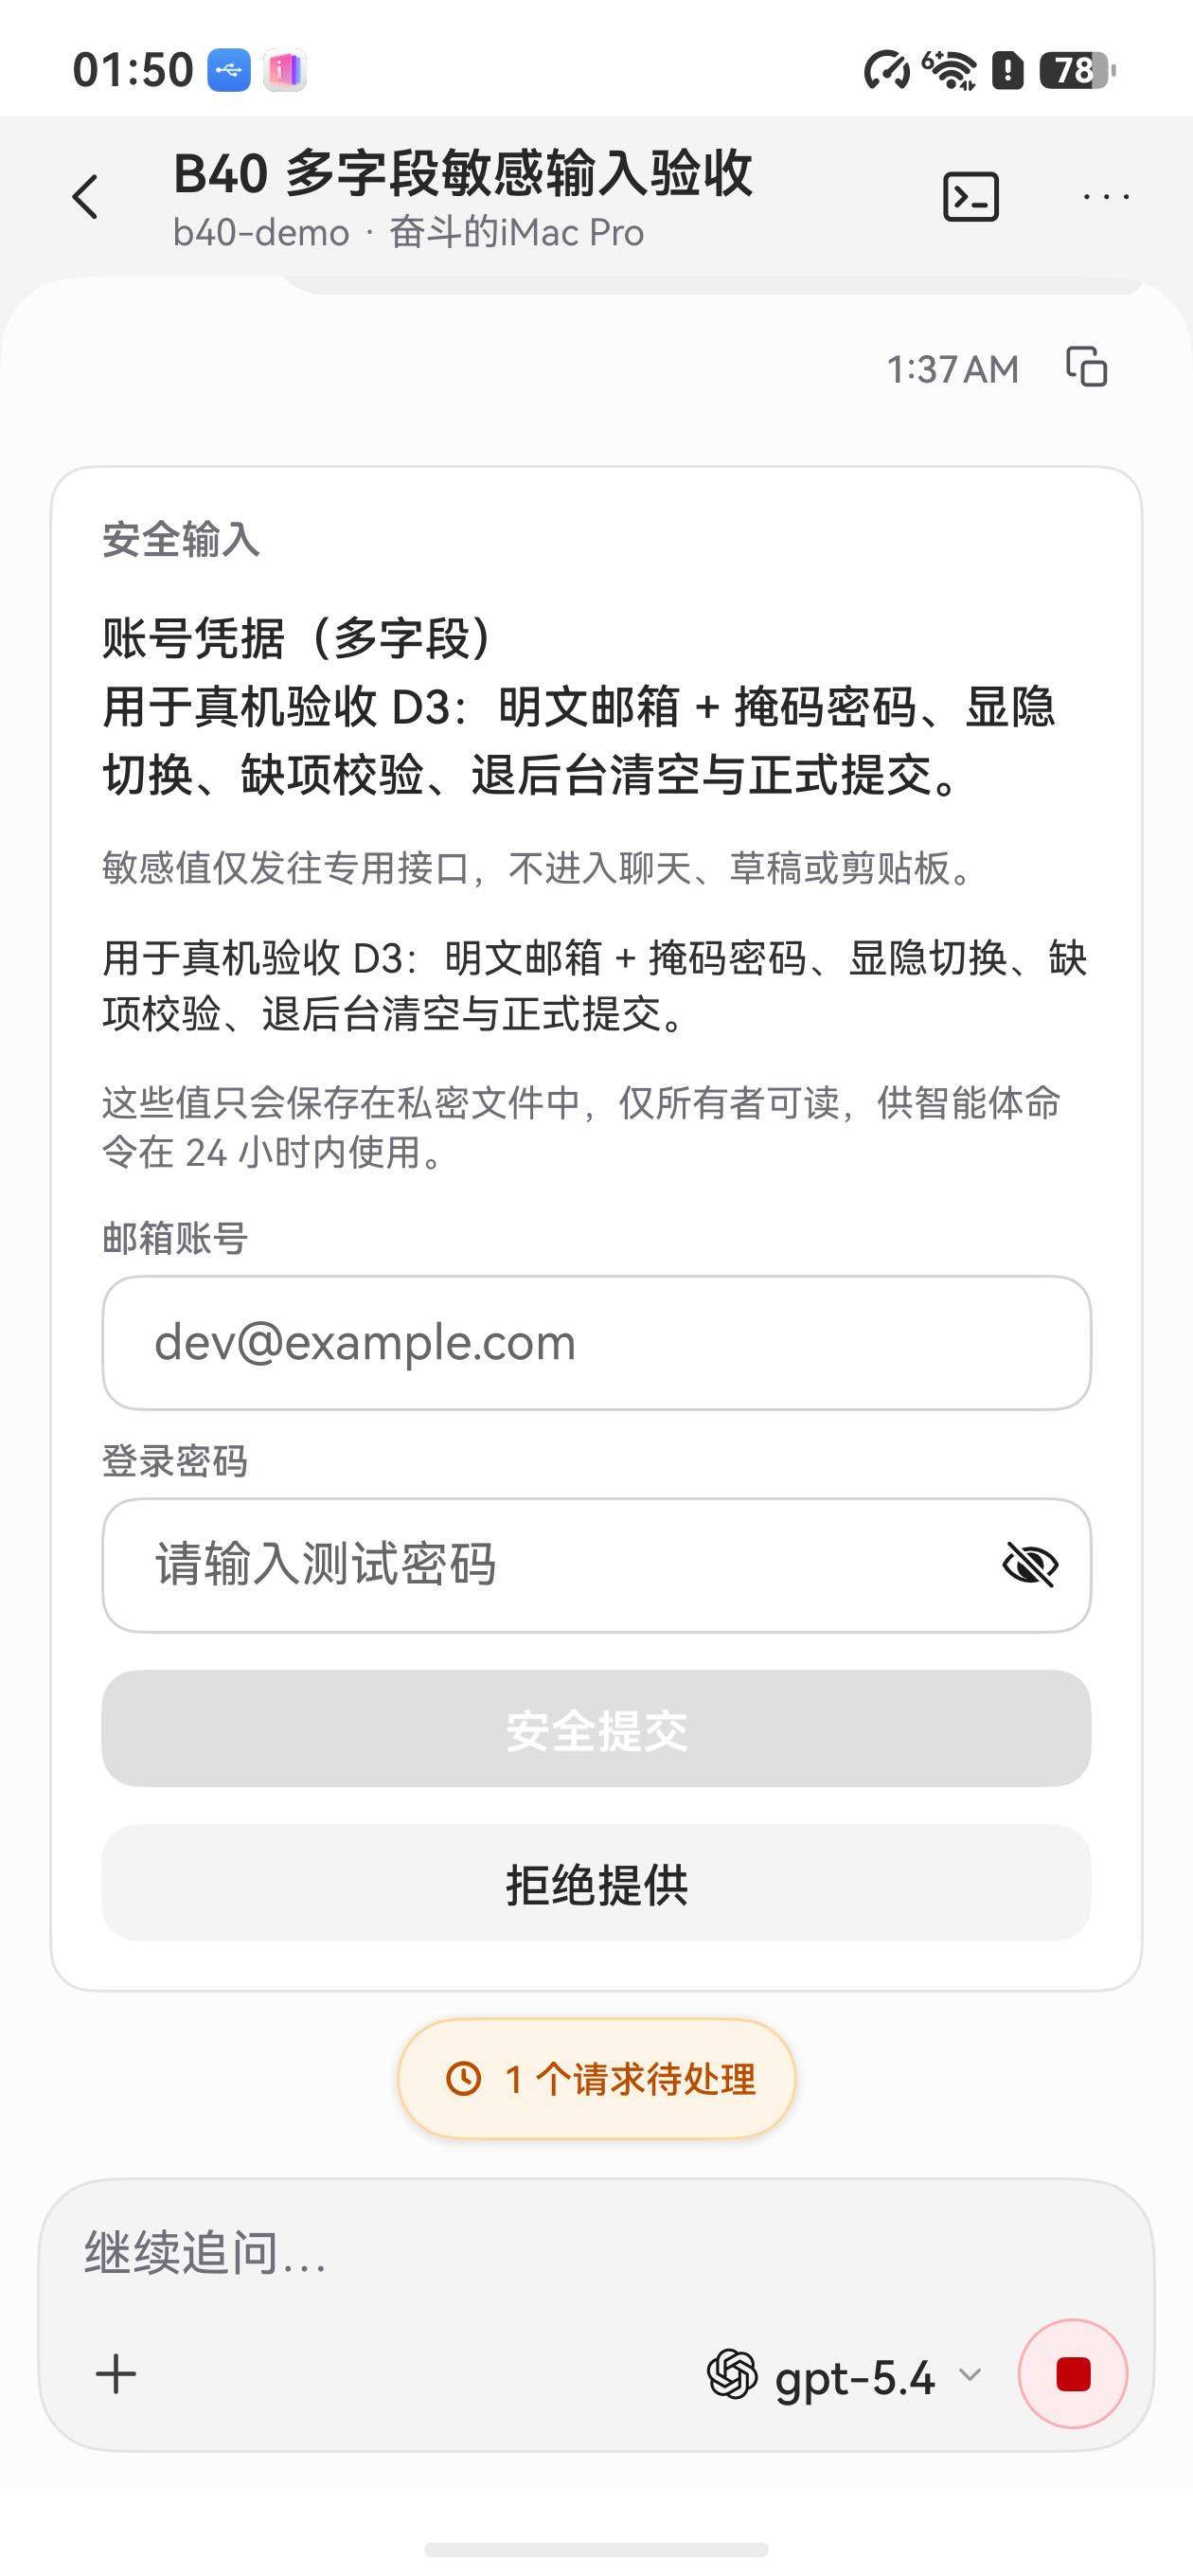 01:50
78
B40 多字段敏感输入验收
b40-demo · 奋斗的iMac Pro
1:37 AM
安全输入
账号凭据（多字段）
用于真机验收 D3：明文邮箱 + 掩码密码、显隐
切换、缺项校验、退后台清空与正式提交。
敏感值仅发往专用接口，不进入聊天、草稿或剪贴板。
用于真机验收 D3：明文邮箱 + 掩码密码、显隐切换、缺
项校验、退后台清空与正式提交。
这些值只会保存在私密文件中，仅所有者可读，供智能体命
令在 24 小时内使用。
邮箱账号
dev@example.com
登录密码
请输入测试密码
安全提交
拒绝提供
1 个请求待处理
继续追问...
gpt-5.4